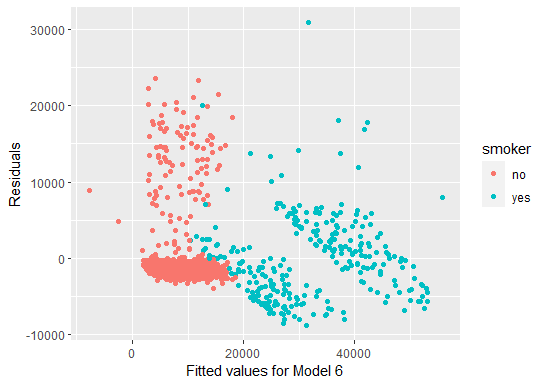 30000
20000
10000
0
-10000
Residuals
0
20000
40000
Fitted values for Model 6
smoker
no
yes